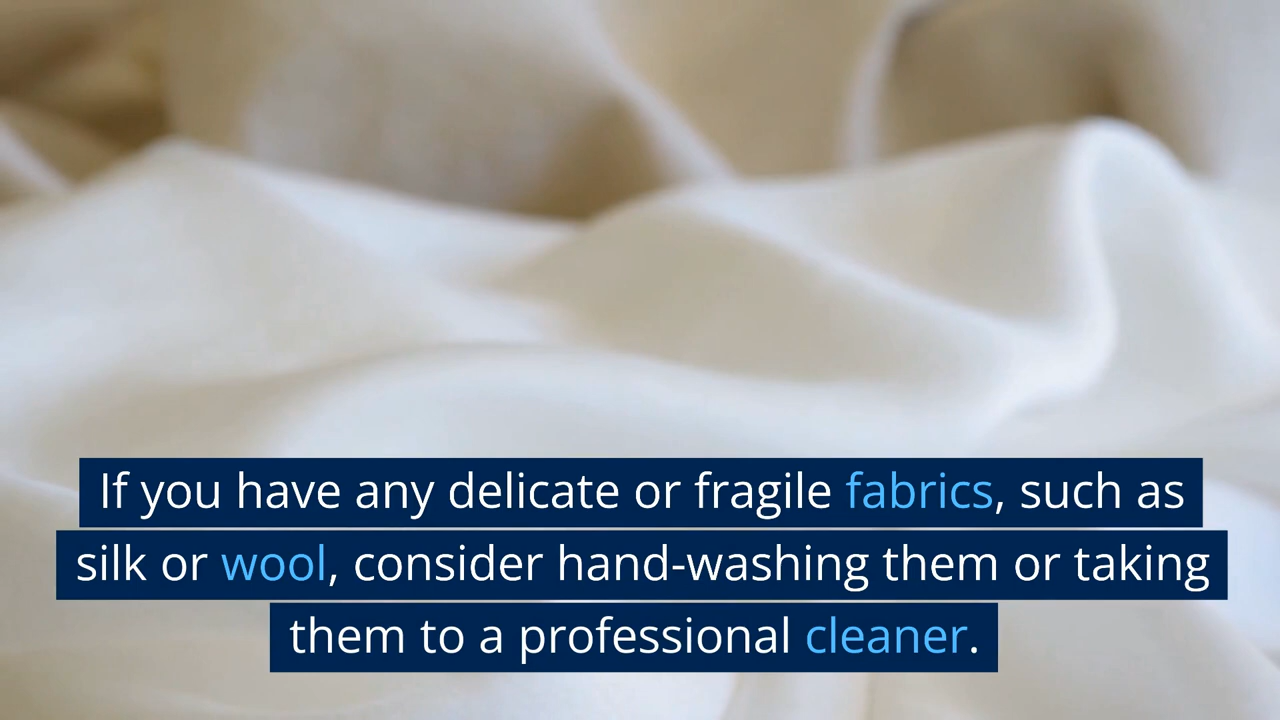 If you have any delicate or fragile fabrics, such as
silk or wool, consider hand-washing them or taking
them to a professional cleaner.